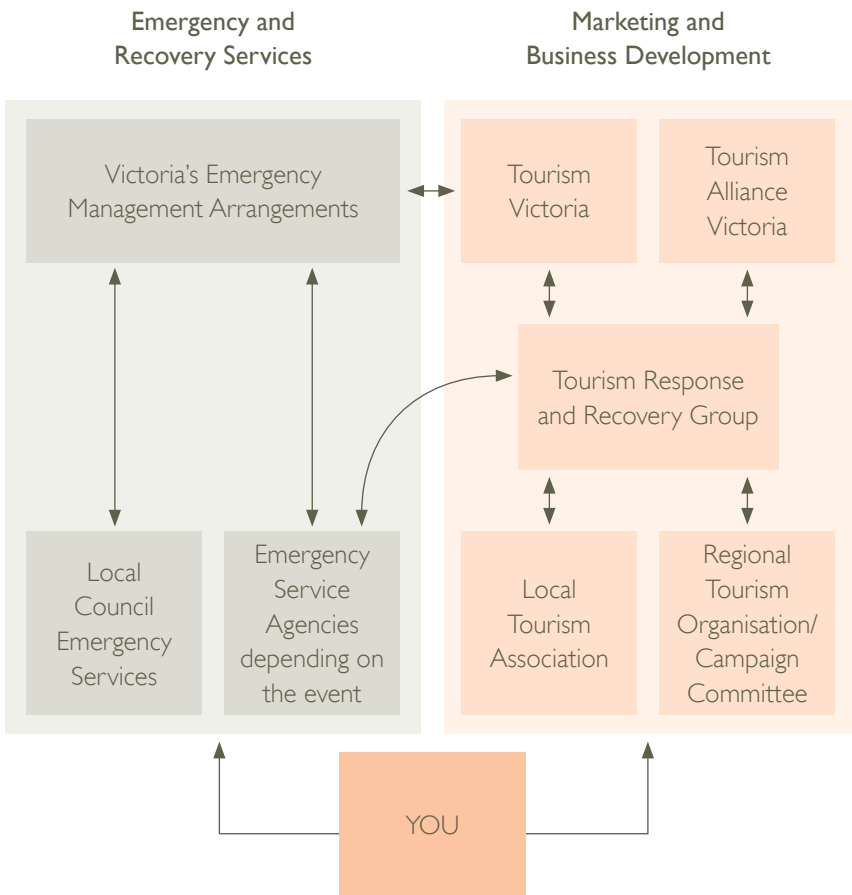 Emergency and
Recovery Services
Marketing and
Business Development
Victoria’s Emergency
Management Arrangements
Tourism
Victoria
Tourism
Alliance
Victoria
Tourism Response
and Recovery Group
Local
Council
Emergency
Services
Emergency
Service
Agencies
depending on
the event
Local
Tourism
Association
Regional
Tourism
Organisation/
Campaign
Committee
YOU